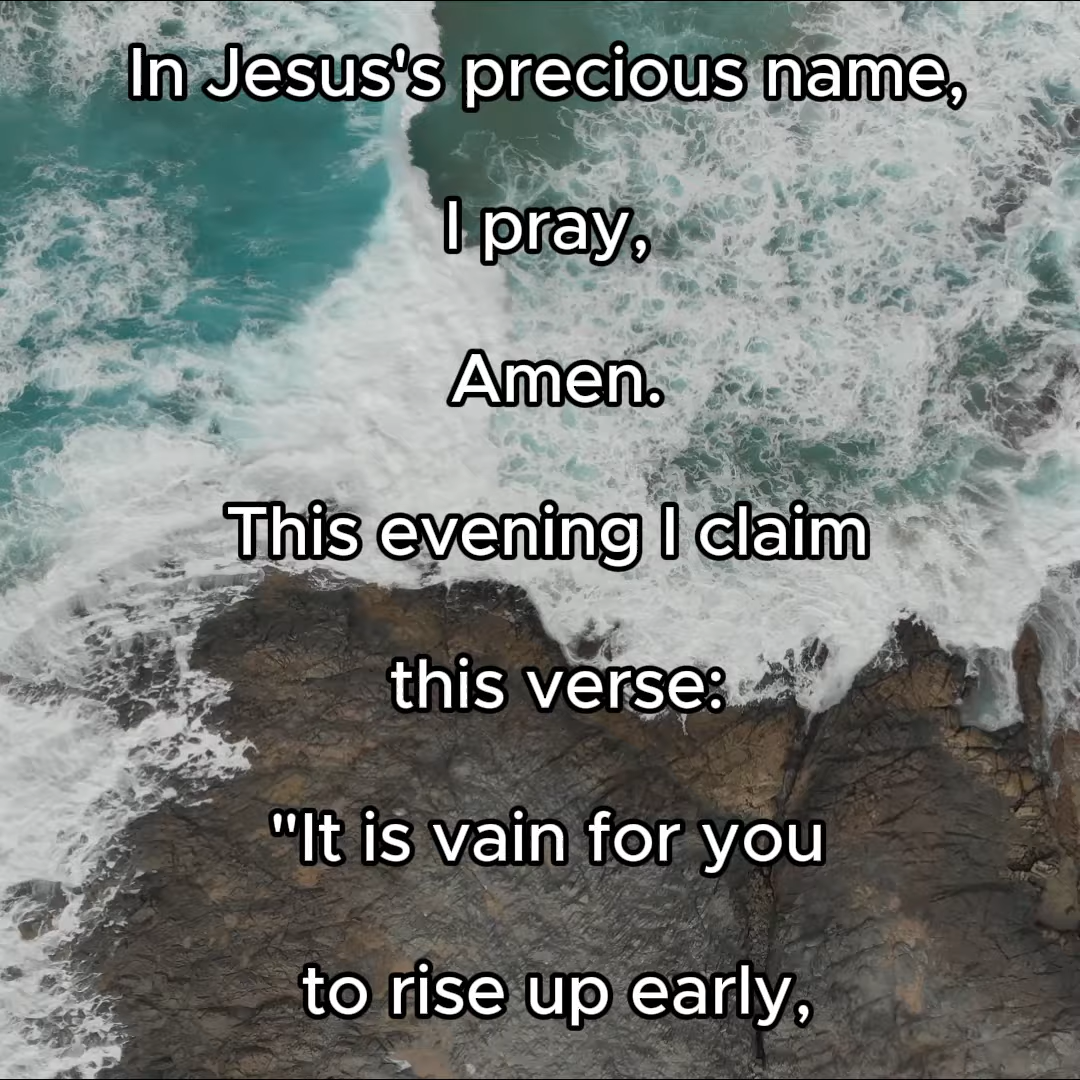 In Jesus's precious name,
I pray,
Amen.
This evening I claim
this verse:
"It is vain for you
to rise up early,